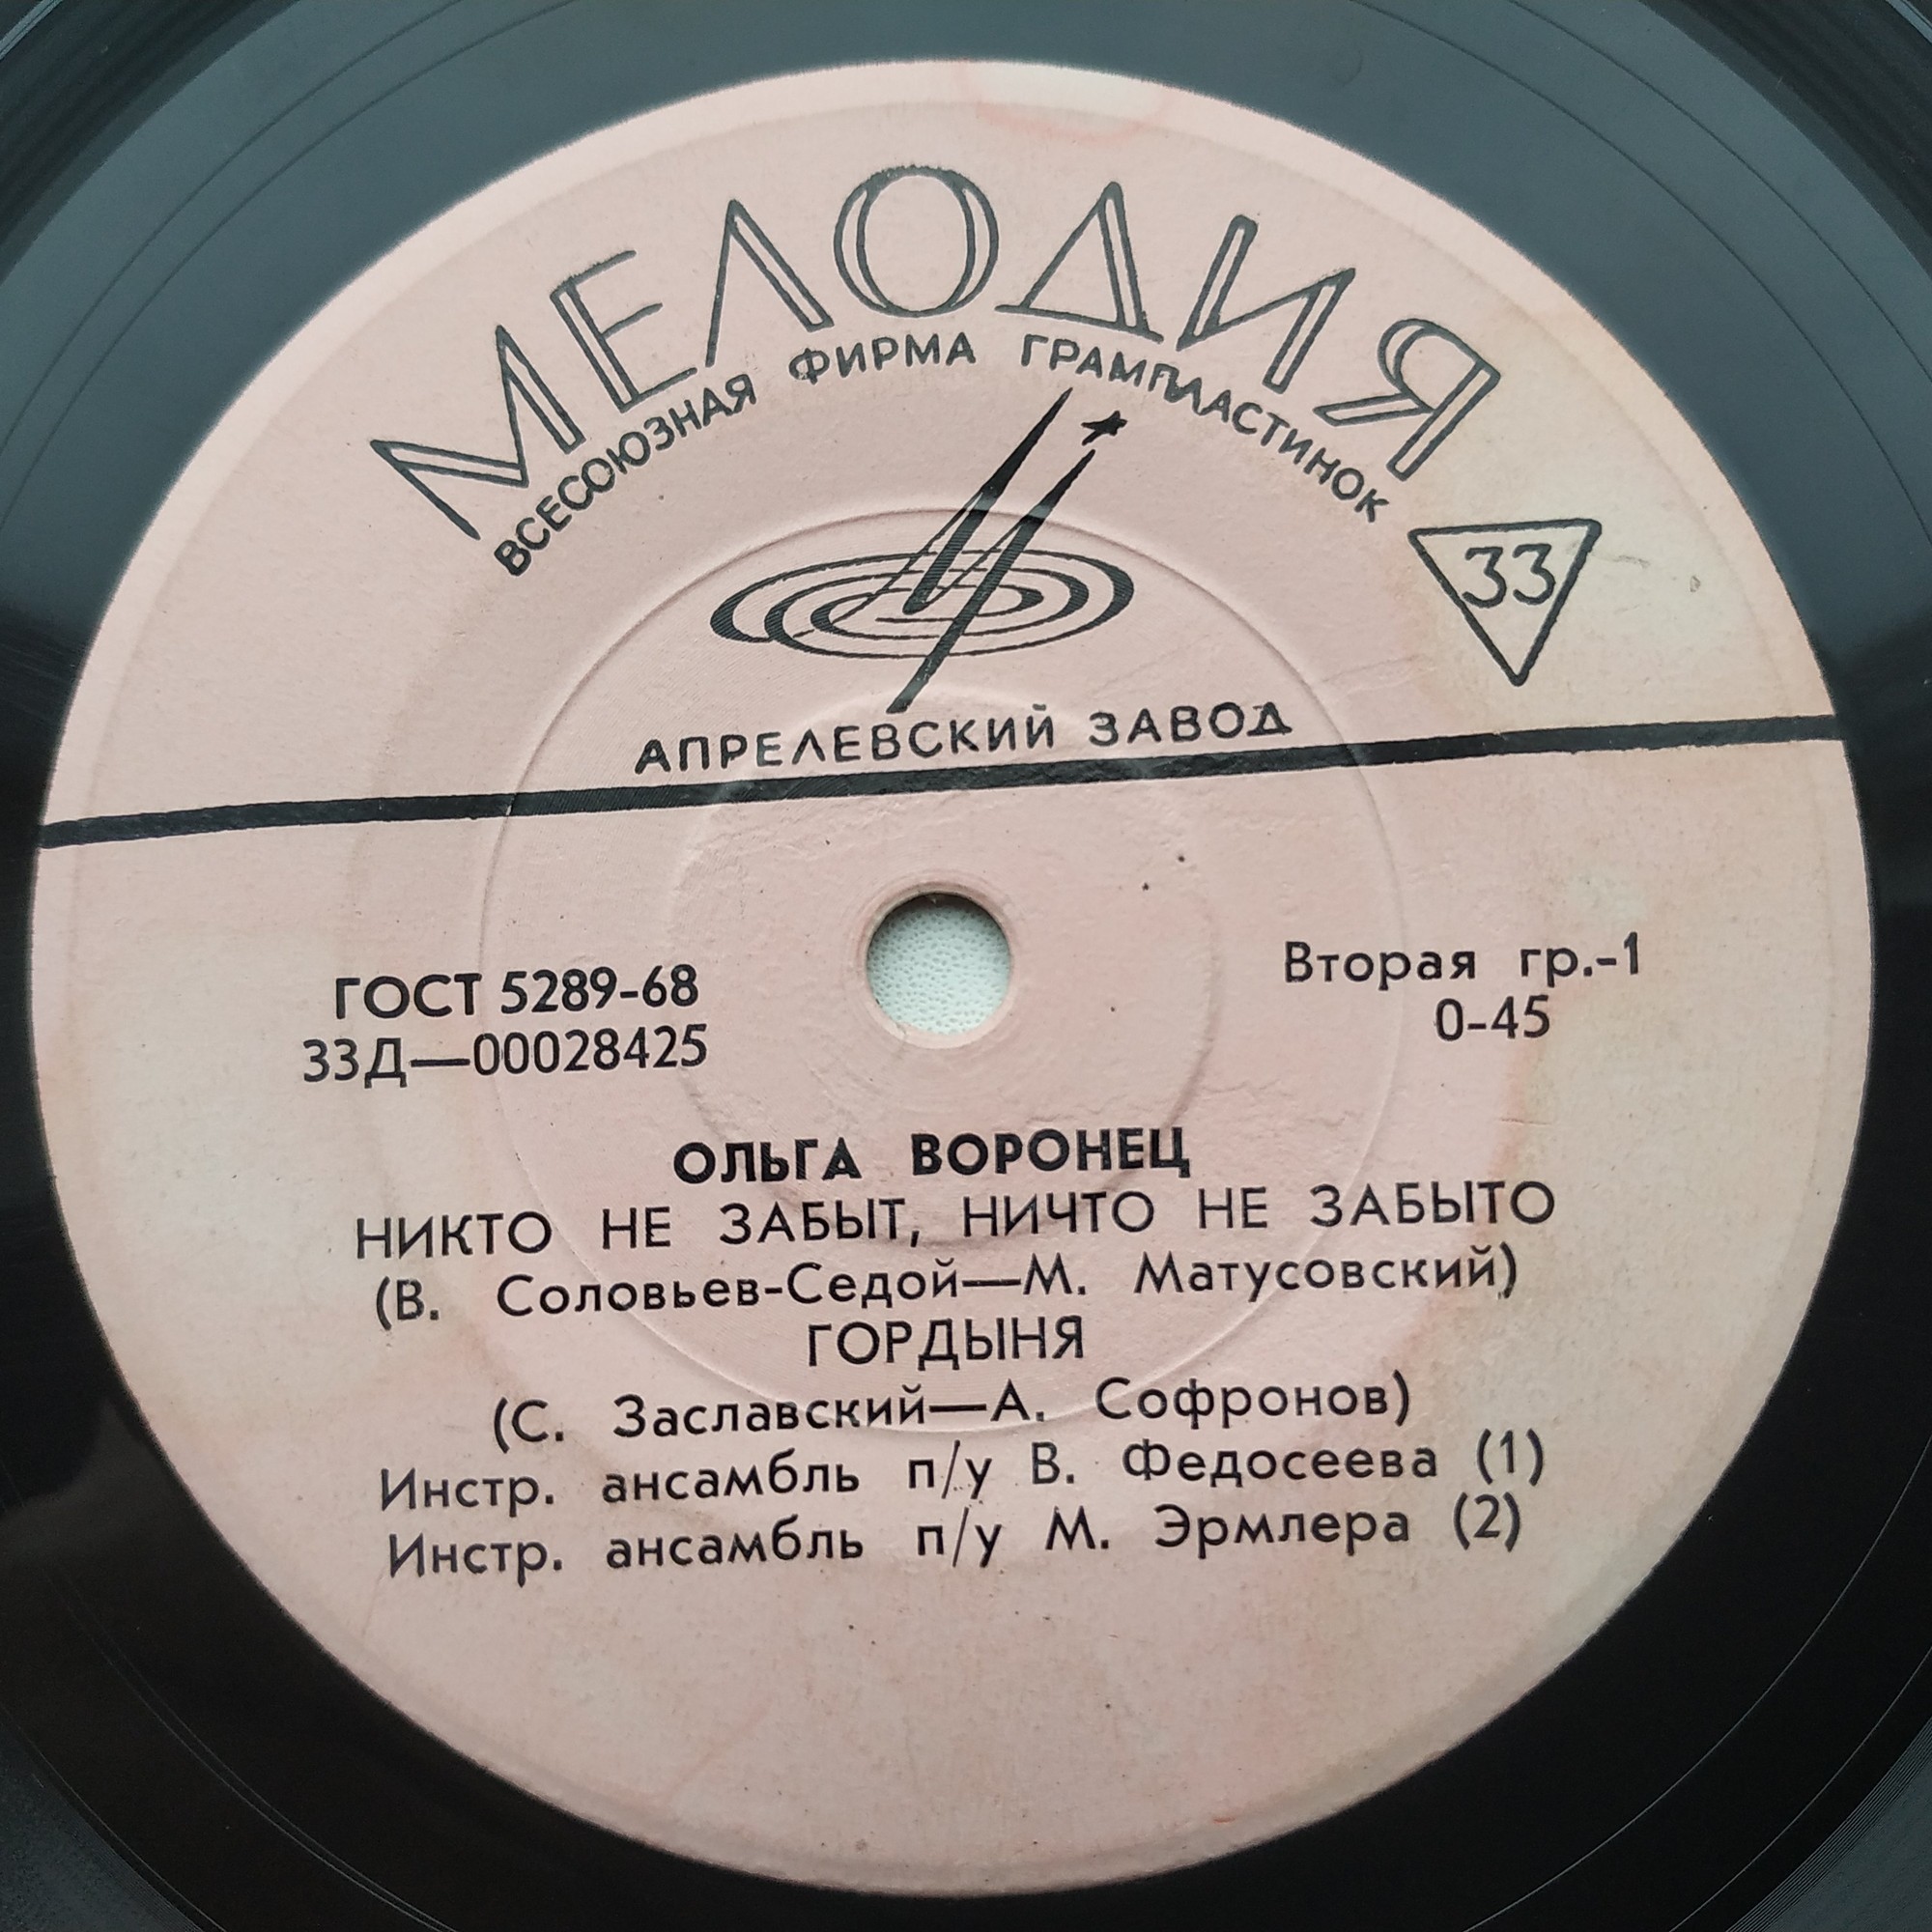 МЕЛОДИЯ
ВСЕСОЮЗНАЯ ФИРМА ГРАМПЛАСТИНОК
33
АПРЕЛЕВСКИЙ ЗАВОД
ГОСТ 5289-68
33Д—00028425
Вторая гр.-1
0-45
ОЛЬГА ВОРОНЕЦ
НИКТО НЕ ЗАБЫТ, НИЧТО НЕ ЗАБЫТО
(В. Соловьев-Седой—М. Матусовский)
ГОРДЫНЯ
(С. Заславский—А. Софронов)
Инстр. ансамбль п/у В. Федосеева (1)
Инстр. ансамбль п/у М. Эрмлера (2)